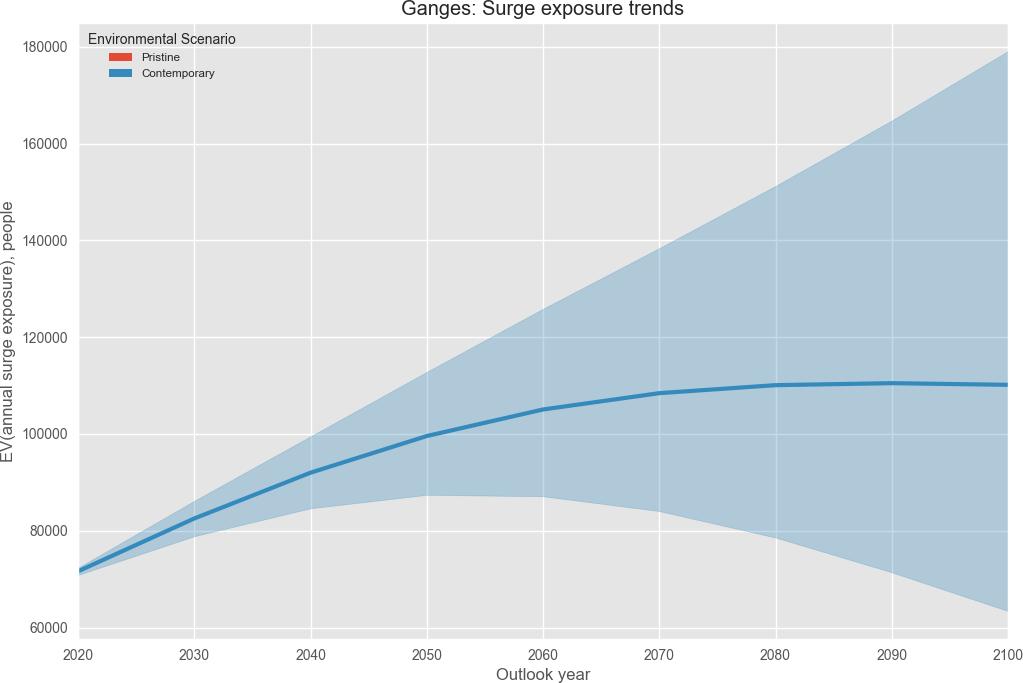 Ganges: Surge exposure trends
Environmental Scenario
Pristine
Contemporary
EV(annual surge exposure), people
180000
160000
140000
120000
100000
80000
60000
2020 2030 2040 2050 2060 2070 2080 2090 2100
Outlook year